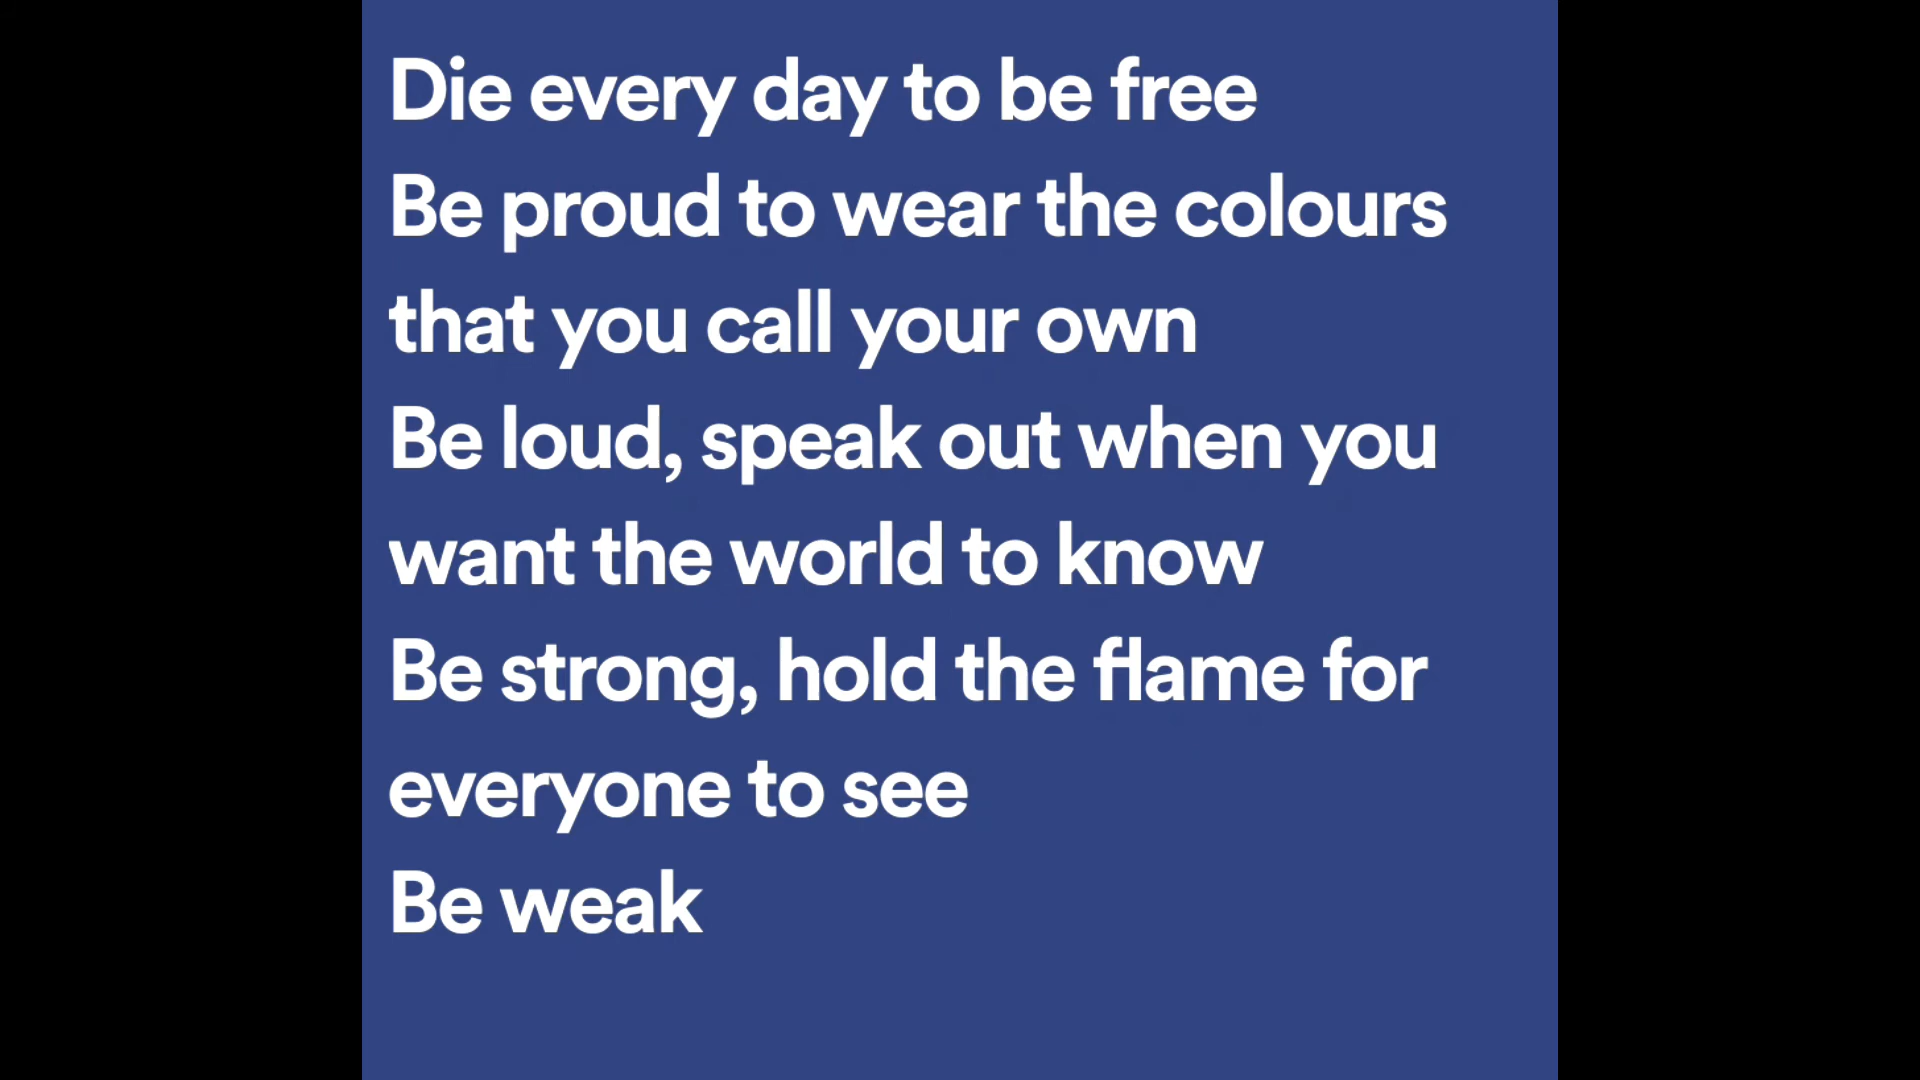 Die every day to be free
Be proud to wear the colours
that you call your own
Be loud, speak out when you
want the world to know
Be strong, hold the flame for
everyone to see
Be weak